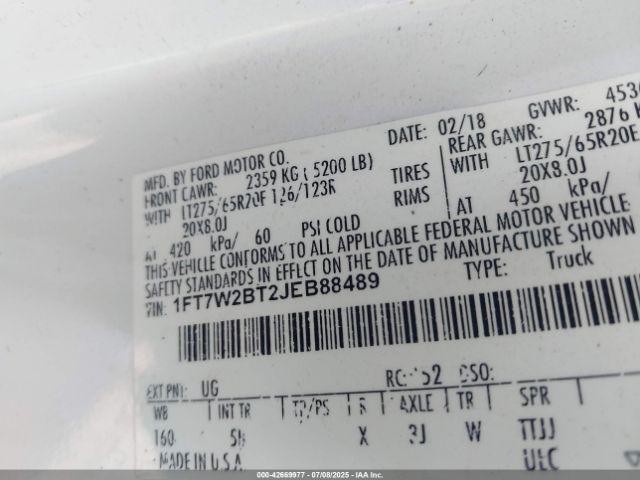 MFD. BY FORD MOTOR CO. DATE: 02/18 GVWR: 4536
FRONT GAWR: 2359 KG ( 5200 LB) REAR GAWR: 2876 K
WITH LT275/65R20E 126/123R TIRES WITH LT275/65R20E
20X8.0J RIMS 20X8.0J
AT 420 kPa/ 60 PSI COLD AT 450 kPa/
THIS VEHICLE CONFORMS TO ALL APPLICABLE FEDERAL MOTOR VEHICLE
SAFETY STANDARDS IN EFFECT ON THE DATE OF MANUFACTURE SHOWN
VIN: 1FT7W2BT2JEB88489 TYPE: Truck
EXT PNT: UG RC: 52 DSO:
WB INT TR TP/PS R AXLE TR SPR
160 X 3J W TTJJ
MADE IN U.S.A. ULC
000-42669977 07/08/2025 - IAA Inc.